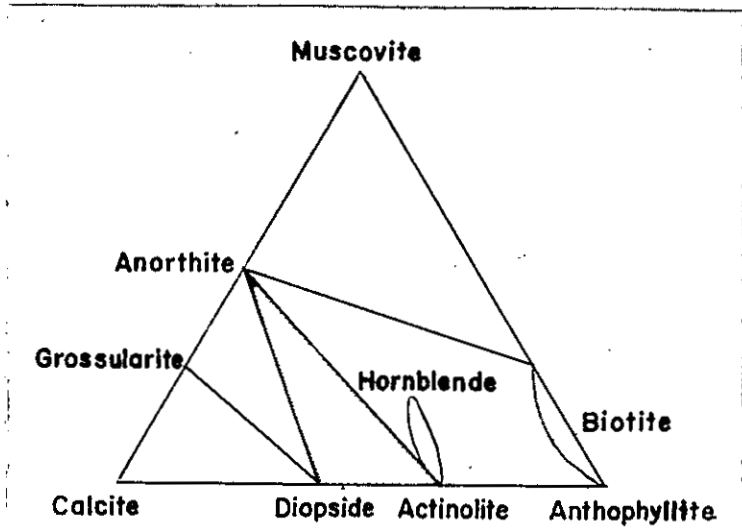 Muscovite
Anorthite
Grossularite
Hornblende
Biotite
Calcite
Diopside
Actinolite
Anthophyllite